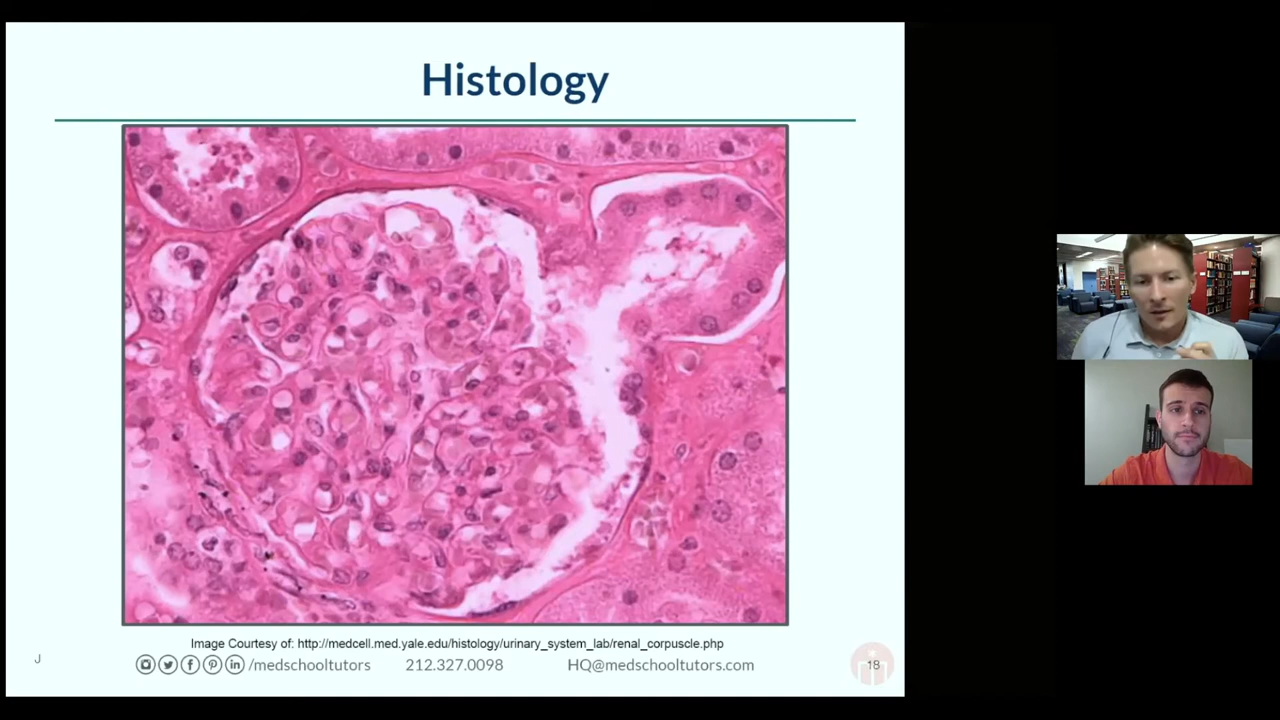 Histology
Image Courtesy of: http://medcell.med.yale.edu/histology/urinary_system_lab/renal_corpuscle.php
J
/medschooltutors 212.327.0098 HQ@medschooltutors.com
18